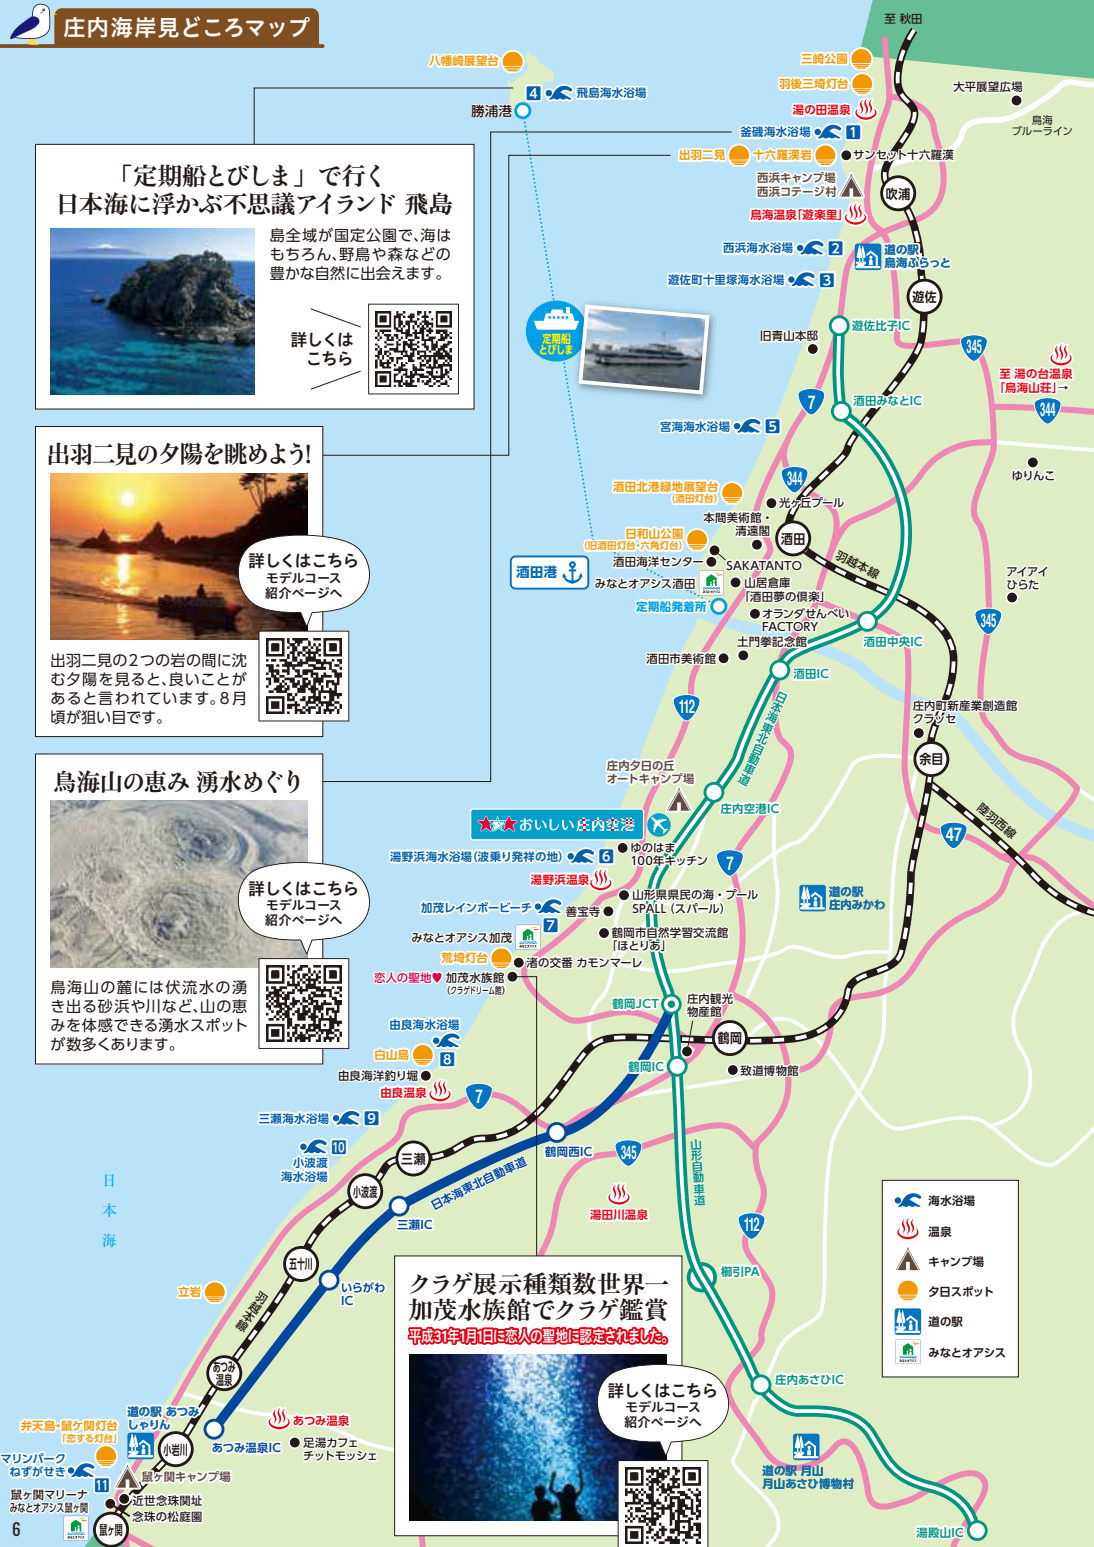 庄内海岸見どころマップ
至 秋田
八幡崎展望台
4 飛島海水浴場
勝浦港
三崎公園
羽後三埼灯台
湯の田温泉
大平展望広場
鳥海
ブルーライン
釜磯海水浴場 1
出羽二見 十六羅漢岩 サンセット十六羅漢
西浜キャンプ場
西浜コテージ村
吹浦
鳥海温泉「遊楽里」
西浜海水浴場 2
道の駅
鳥海ふらっと
遊佐町十里塚海水浴場 3
遊佐
「定期船とびしま」で行く
日本海に浮かぶ不思議アイランド 飛島
島全域が国定公園で、海は
もちろん、野鳥や森などの
豊かな自然に出会えます。
詳しくは
こちら
定期船
とびしま
遊佐比子IC
旧青山本邸
345
至 湯の台温泉
「鳥海山荘」→
7
酒田みなとIC
344
宮海海水浴場 5
ゆりんこ
出羽二見の夕陽を眺めよう!
詳しくはこちら
モデルコース
紹介ページへ
出羽二見の2つの岩の間に沈
む夕陽を見ると、良いことが
あると言われています。8月
頃が狙い目です。
344
酒田北港緑地展望台
(酒田灯台)
光ヶ丘プール
本間美術館・
清遠閣
日和山公園
(旧酒田灯台・六角灯台)
酒田
羽越本線
酒田海洋センター
SAKATANTO
酒田港
みなとオアシス酒田
山居倉庫
「酒田夢の倶楽」
アイアイ
ひらた
定期船発着所
オランダせんべい
FACTORY
345
土門拳記念館
酒田中央IC
酒田市美術館
酒田IC
112
日本海東北自動車道
庄内町新産業創造館
クラッセ
余目
庄内夕日の丘
オートキャンプ場
庄内空港IC
陸羽西線
47
鳥海山の恵み 湧水めぐり
詳しくはこちら
モデルコース
紹介ページへ
鳥海山の麓には伏流水の湧
き出る砂浜や川など、山の恵
みを体感できる湧水スポット
が数多くあります。
おいしい庄内空港
ゆのはま
100年キッチン
湯野浜海水浴場(波乗り発祥の地) 6
7
湯野浜温泉
山形県県民の海・プール
SPALL(スパール)
道の駅
庄内みかわ
加茂レインボービーチ 7
善宝寺
みなとオアシス加茂
鶴岡市自然学習交流館
「ほとりあ」
荒埼灯台
渚の交番 カモンマーレ
恋人の聖地♥ 加茂水族館
(クラゲドリーム館)
鶴岡JCT
庄内観光
物産館
由良海水浴場
8
白山島
鶴岡
由良海洋釣り堀
鶴岡IC
致道博物館
由良温泉
7
三瀬海水浴場 9
10
小波渡
海水浴場
三瀬
鶴岡西IC
345
日本海東北自動車道
山形自動車道
小波渡
三瀬IC
湯田川温泉
112
日本海
五十川
いらがわ
IC
櫛引PA
立岩
羽越本線
海水浴場
温泉
キャンプ場
夕日スポット
道の駅
みなとオアシス
クラゲ展示種類数世界一
加茂水族館でクラゲ鑑賞
平成31年1月1日に恋人の聖地に認定されました。
詳しくはこちら
モデルコース
紹介ページへ
あつみ
温泉
庄内あさひIC
道の駅 あつみ
しゃりん
あつみ温泉
弁天島・鼠ケ関灯台
「恋する灯台」
小岩川
あつみ温泉IC
足湯カフェ
チットモッシェ
マリンパーク
ねずがせき
11
鼠ヶ関キャンプ場
道の駅 月山
月山あさひ博物村
鼠ヶ関マリーナ
みなとオアシス鼠ヶ関
近世念珠関址
念珠の松庭園
鼠ヶ関
湯殿山IC
6